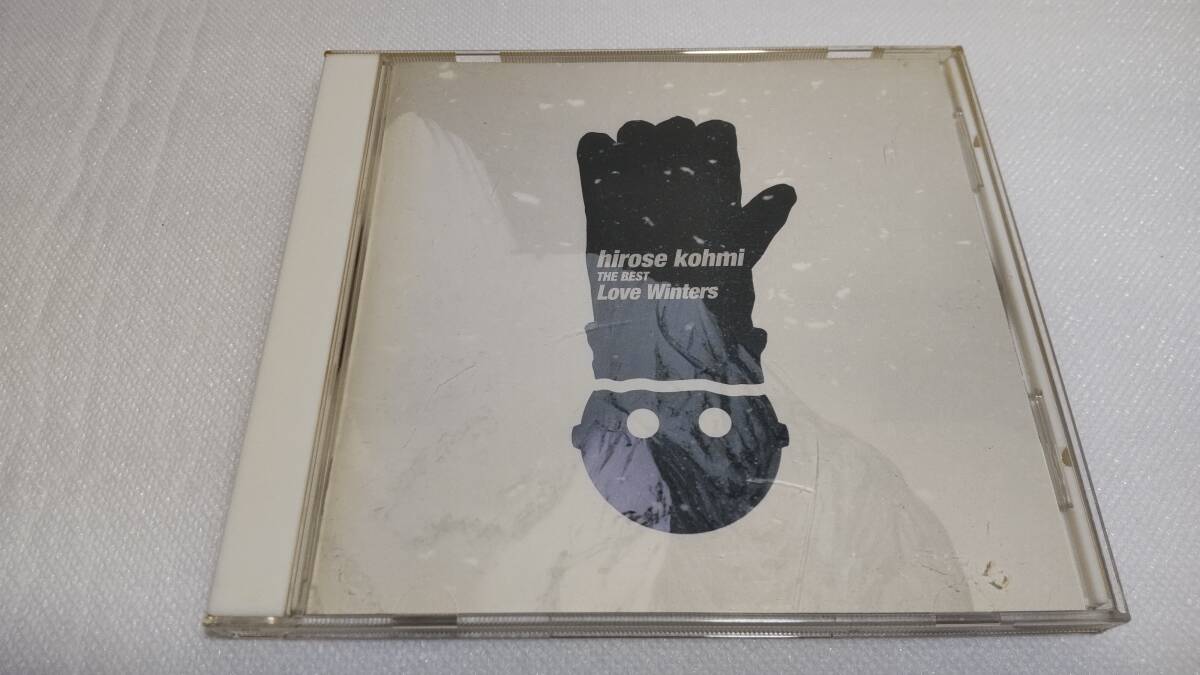 hirose kohmi
THE BEST
Love Winters